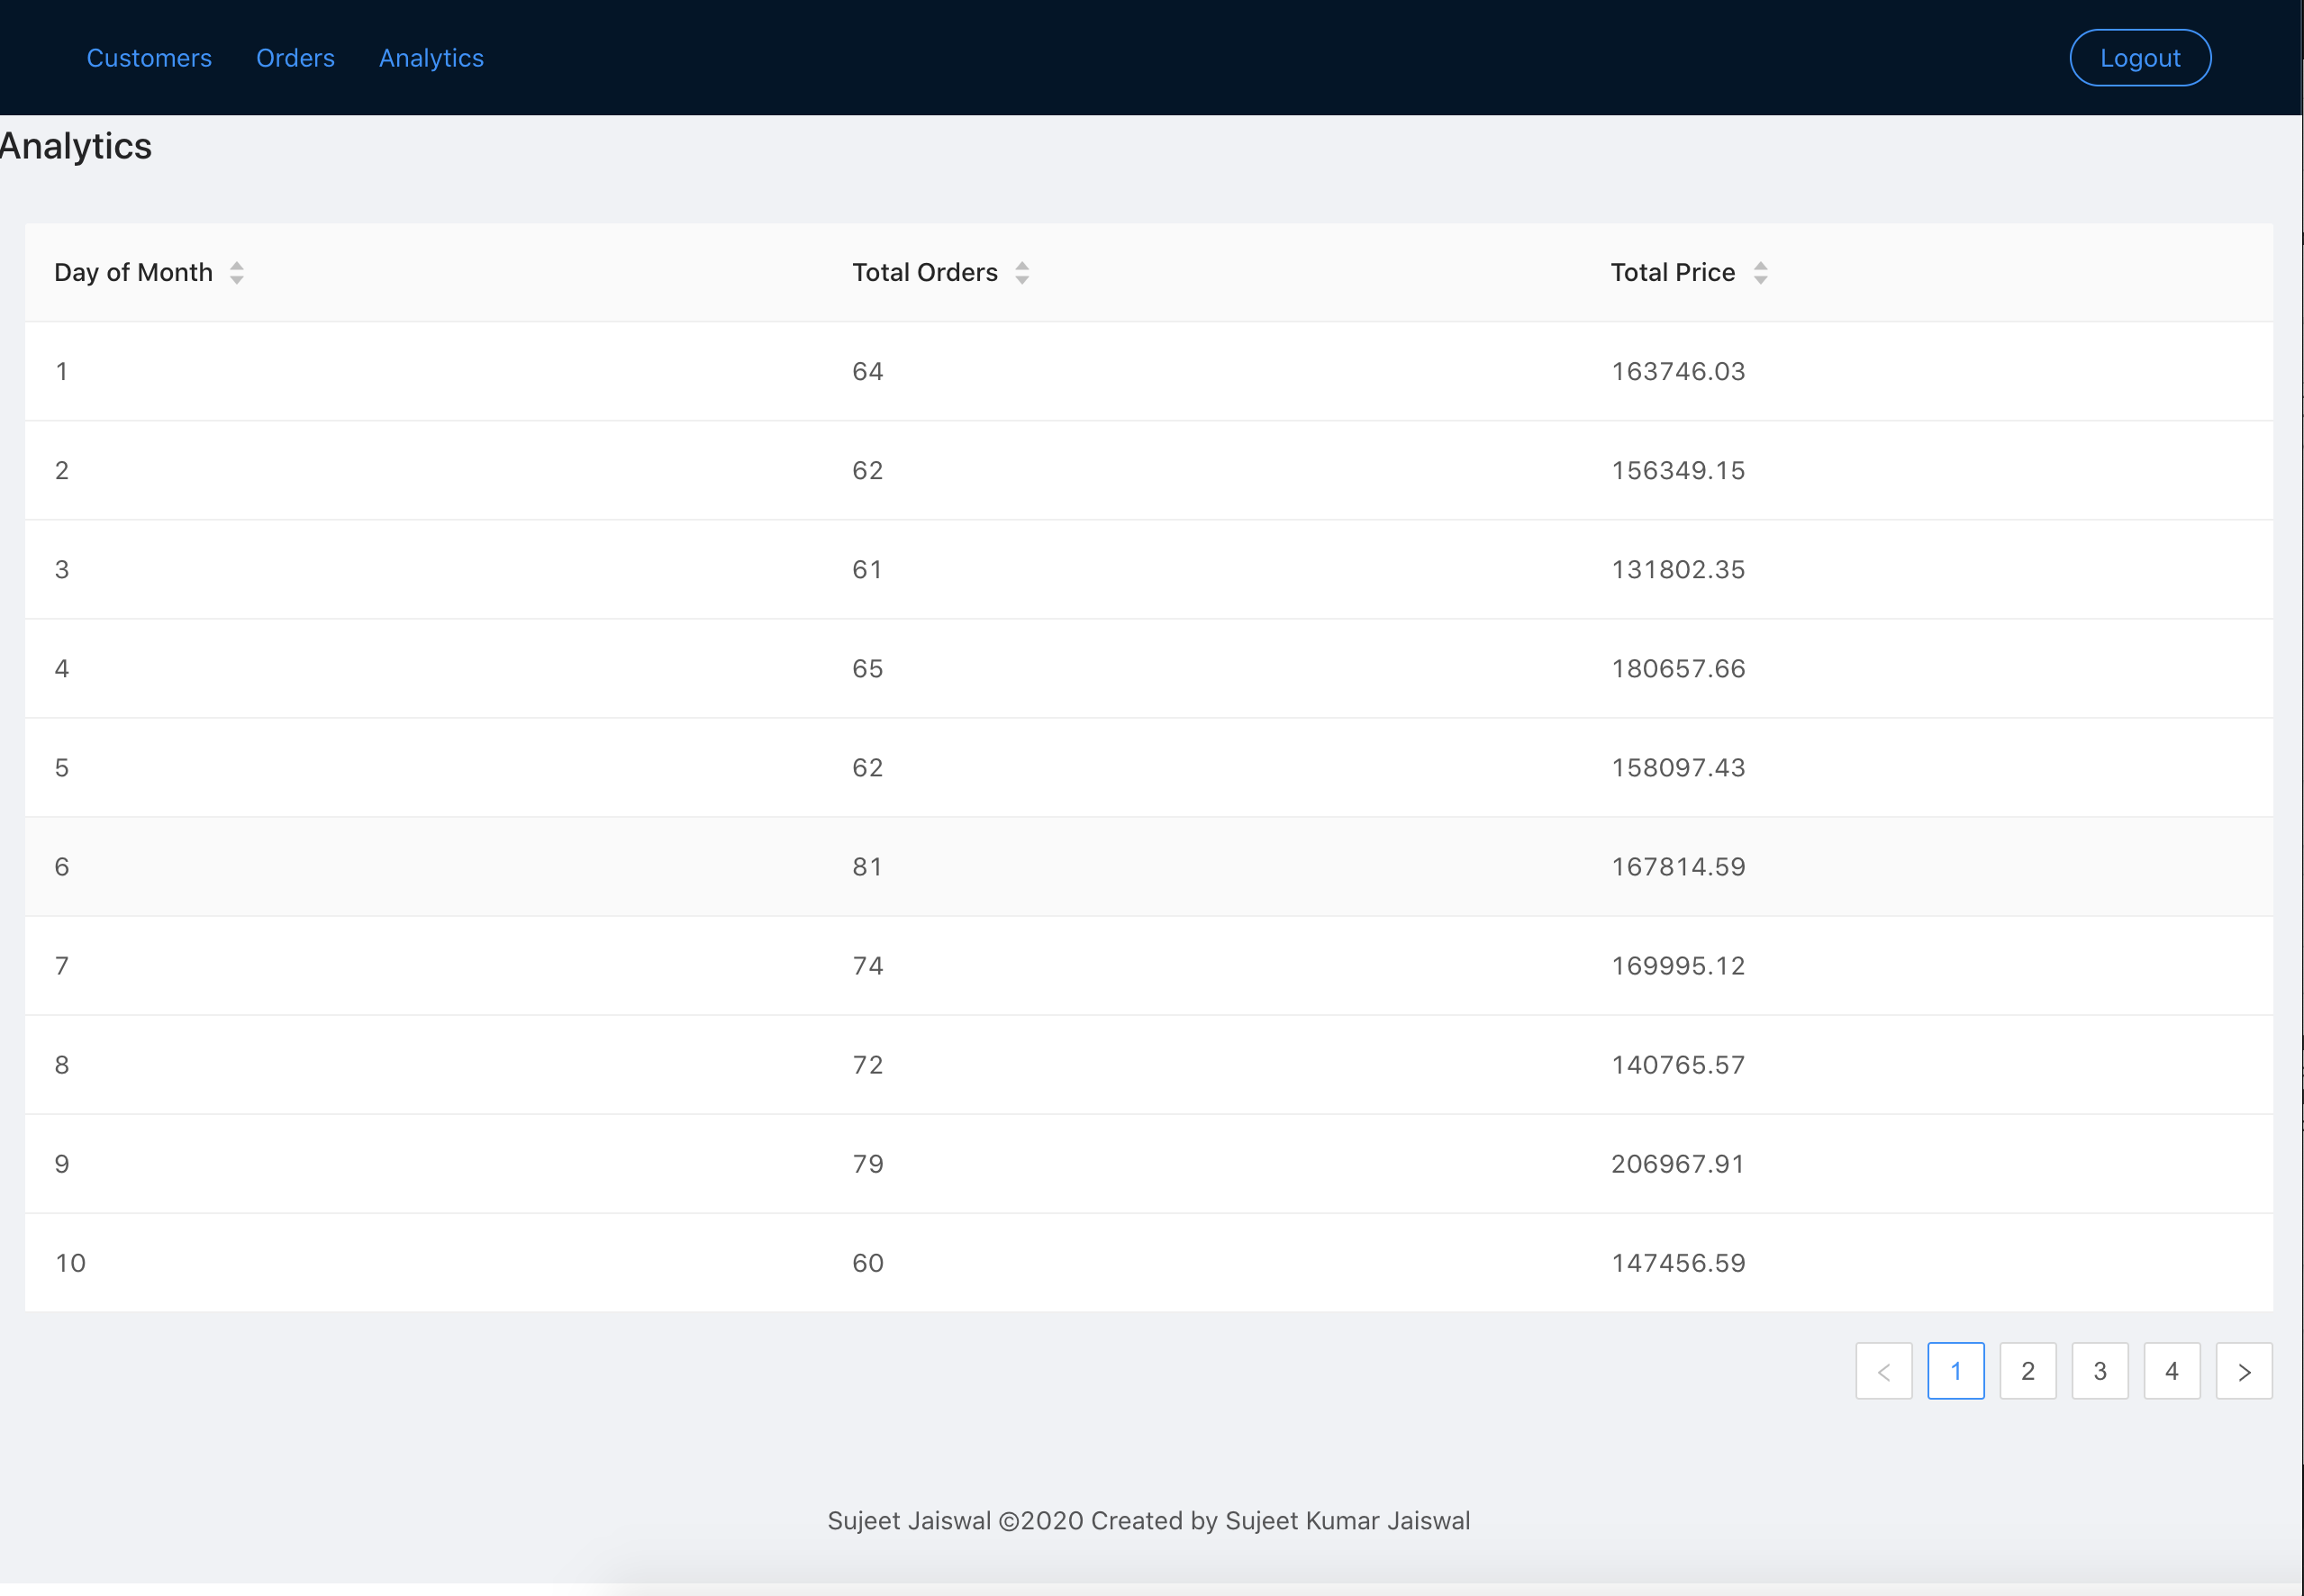 Customers Orders Analytics Logout
Analytics
Day of Month Total Orders Total Price
1 64 163746.03
2 62 156349.15
3 61 131802.35
4 65 180657.66
5 62 158097.43
6 81 167814.59
7 74 169995.12
8 72 140765.57
9 79 206967.91
10 60 147456.59
< 1 2 3 4 >
Sujeet Jaiswal ©2020 Created by Sujeet Kumar Jaiswal